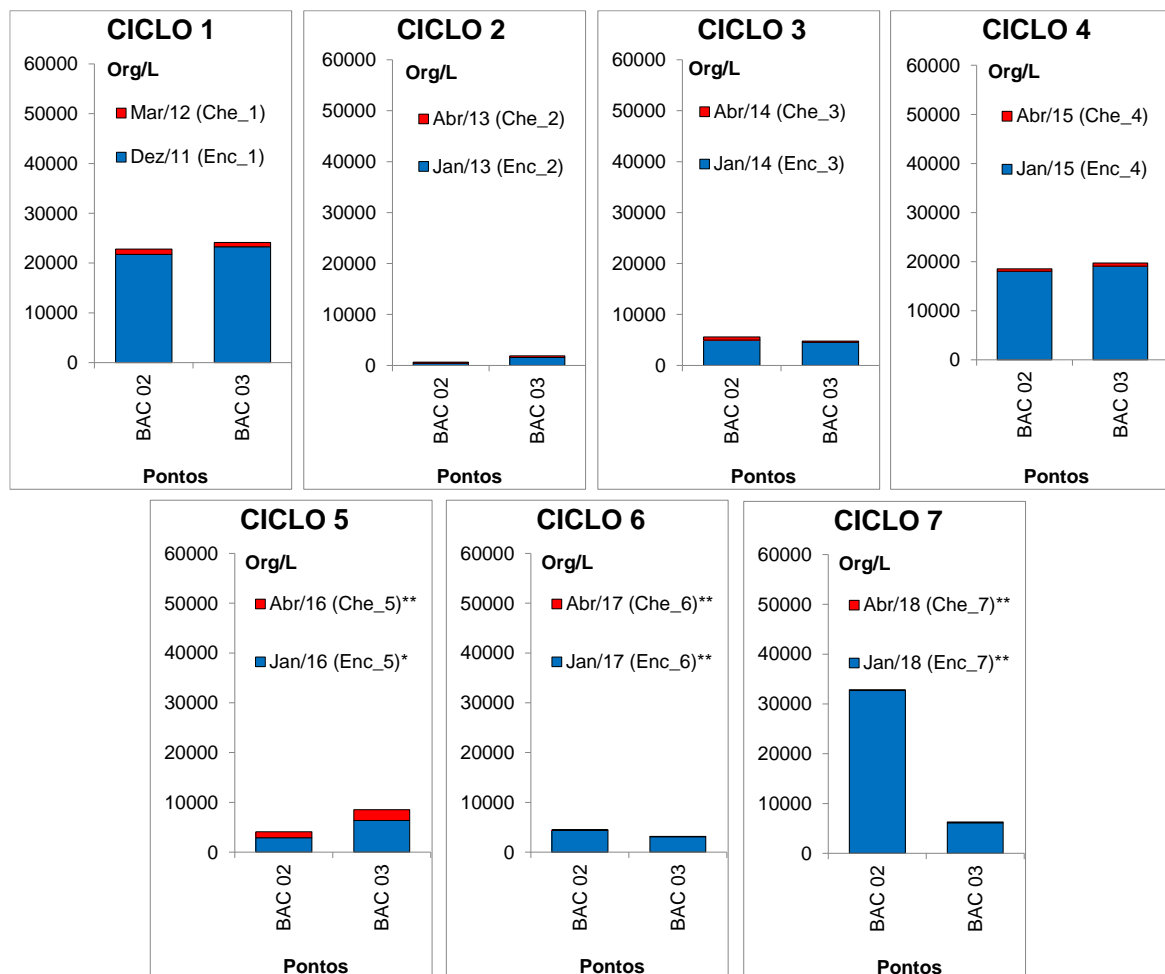 CICLO 1
60000
Org/L
50000
Mar/12 (Che_1)
40000
Dez/11 (Enc_1)
30000
20000
10000
0
BAC 02
BAC 03
Pontos
CICLO 2
60000
Org/L
50000
Abr/13 (Che_2)
40000
Jan/13 (Enc_2)
30000
20000
10000
0
BAC 02
BAC 03
Pontos
CICLO 3
60000
Org/L
50000
Abr/14 (Che_3)
40000
Jan/14 (Enc_3)
30000
20000
10000
0
BAC 02
BAC 03
Pontos
CICLO 4
60000
Org/L
50000
Abr/15 (Che_4)
40000
Jan/15 (Enc_4)
30000
20000
10000
0
BAC 02
BAC 03
Pontos
CICLO 5
60000
Org/L
50000
Abr/16 (Che_5)**
40000
Jan/16 (Enc_5)*
30000
20000
10000
0
BAC 02
BAC 03
Pontos
CICLO 6
60000
Org/L
50000
Abr/17 (Che_6)**
40000
Jan/17 (Enc_6)**
30000
20000
10000
0
BAC 02
BAC 03
Pontos
CICLO 7
60000
Org/L
50000
Abr/18 (Che_7)**
40000
Jan/18 (Enc_7)**
30000
20000
10000
0
BAC 02
BAC 03
Pontos